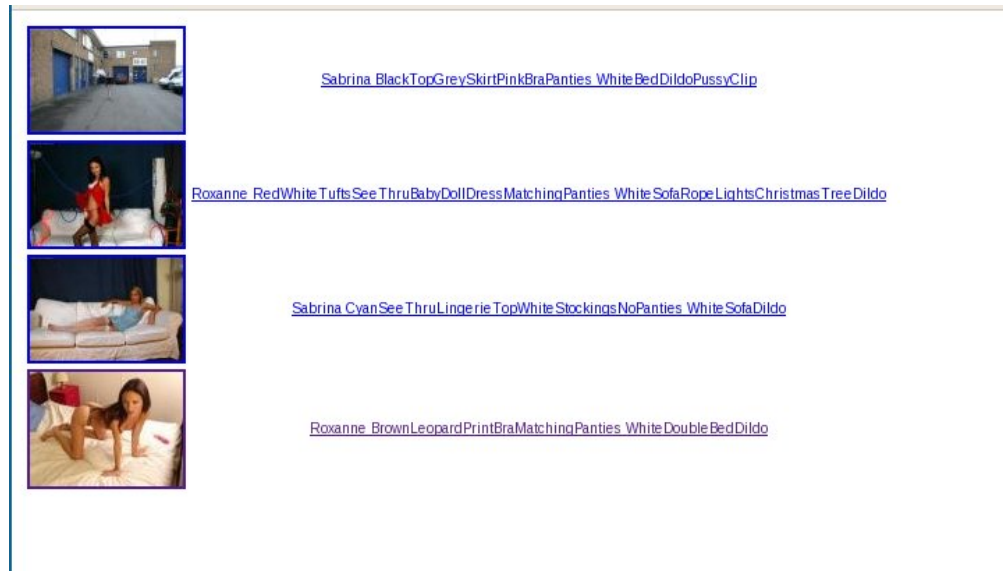 Sabrina BlackTopGreySkirtPinkBraPanties WhiteBedDildoPussyClip
Roxanne RedWhiteTuftsSeeThruBabyDollDressMatchingPanties WhiteSofaRopeLightsChristmasTreeDildo
Sabrina CyanSeeThruLingerieTopWhiteStockingsNoPanties WhiteSofaDildo
Roxanne BrownLeopardPrintBraMatchingPanties WhiteDoubleBedDildo